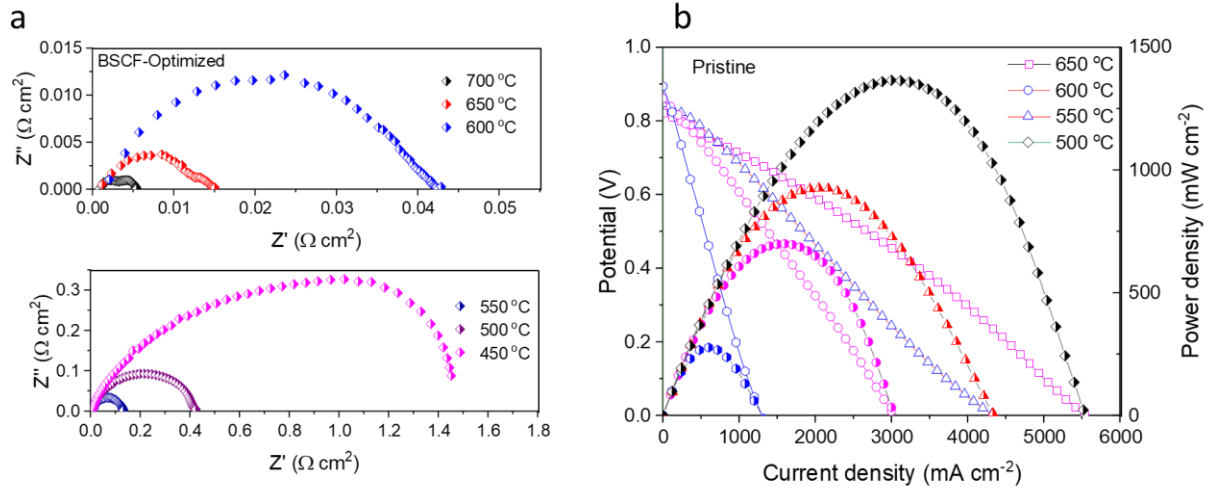 a
BSCF-Optimized
700 °C
650 °C
600 °C
0.015
0.010
0.005
0.000
Z'' (Ω cm²)
0.00 0.01 0.02 0.03 0.04 0.05
Z' (Ω cm²)
550 °C
500 °C
450 °C
0.3
0.2
0.1
0.0
Z'' (Ω cm²)
0.0 0.2 0.4 0.6 0.8 1.0 1.2 1.4 1.6 1.8
Z' (Ω cm²)
b
Pristine
650 °C
600 °C
550 °C
500 °C
1.0
0.8
0.6
0.4
0.2
0.0
Potential (V)
1500
1000
500
0
Power density (mW cm⁻²)
0 1000 2000 3000 4000 5000 6000
Current density (mA cm⁻²)